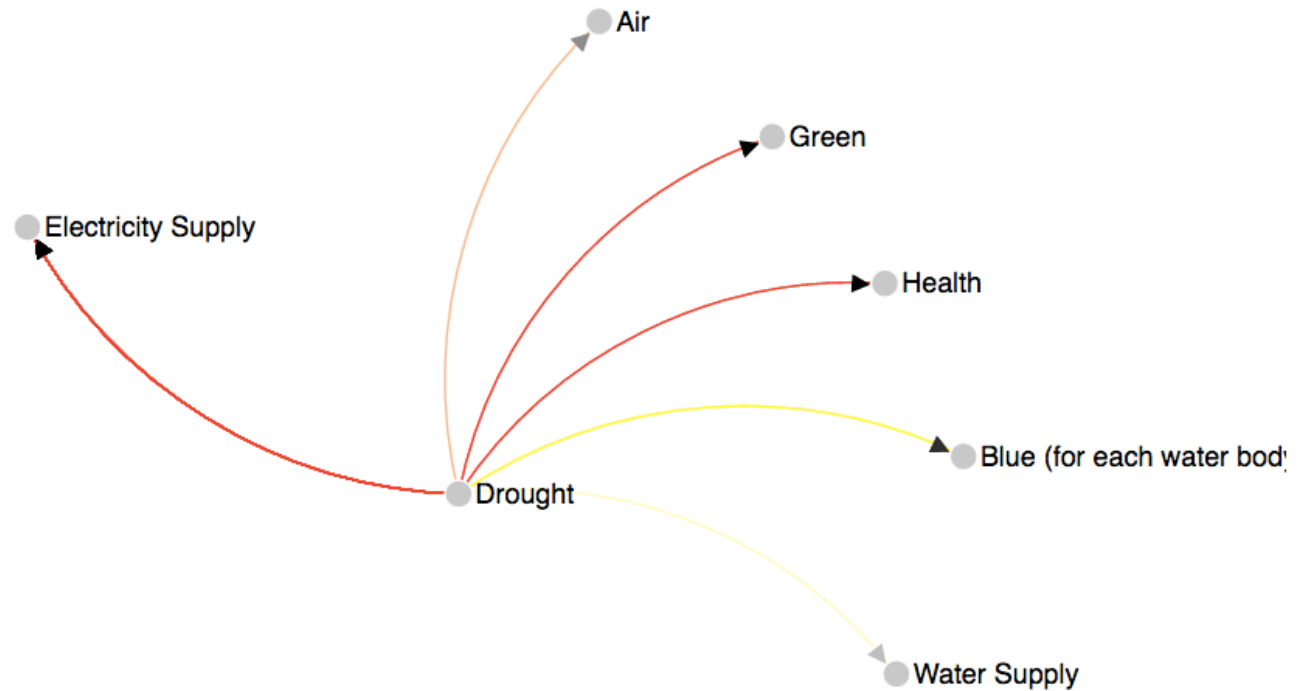 Air
Green
Electricity Supply
Health
Blue (for each water body
Drought
Water Supply